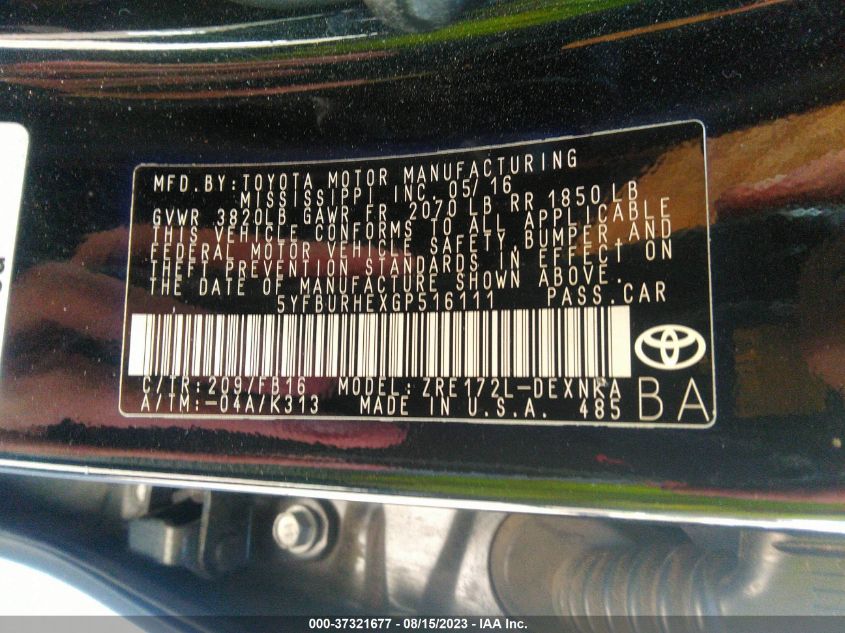 MFD.BY:TOYOTA MOTOR MANUFACTURING
MISSISSIPPI INC. 05/16
GVWR 3820LB GAWR FR 2070 LB RR 1850 LB
THIS VEHICLE CONFORMS TO ALL APPLICABLE
FEDERAL MOTOR VEHICLE SAFETY,BUMPER AND
THEFT PREVENTION STANDARDS IN EFFECT ON
THE DATE OF MANUFACTURE SHOWN ABOVE.
5YFBURHEXGP516111 PASS.CAR
C/TR:209/FB16 MODEL:ZRE172L-DEXNKA
A/TM:-04A/K313 MADE IN U.S.A. 485
BA
000-37321677 - 08/15/2023 - IAA Inc.